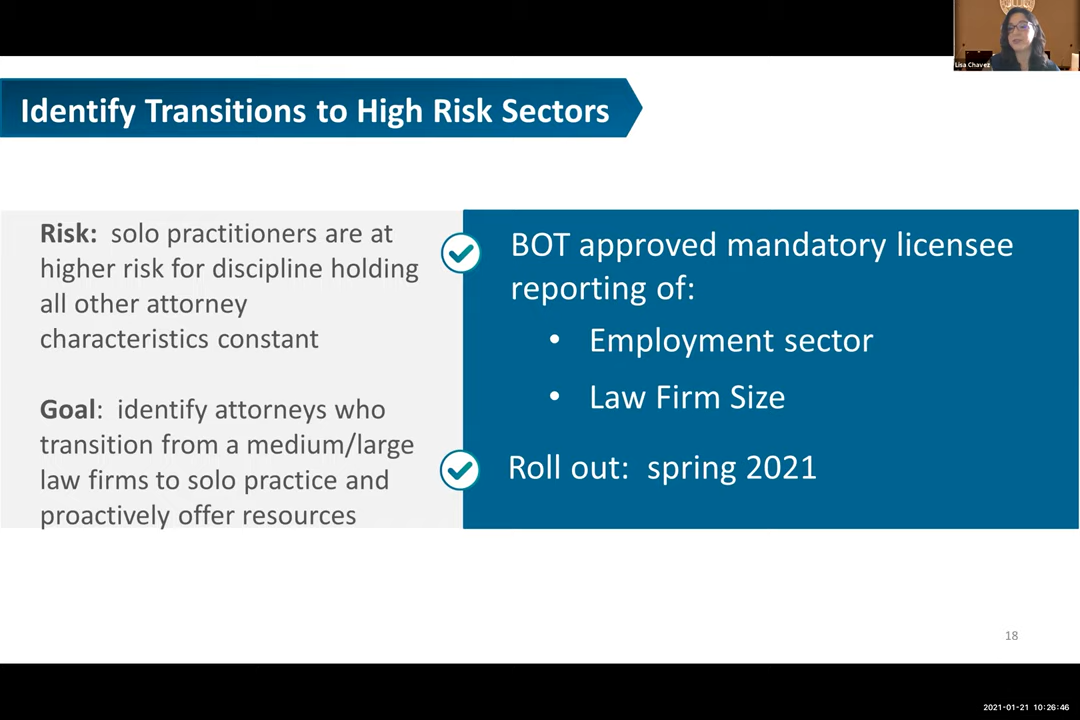 Lisa Chavez
Identify Transitions to High Risk Sectors
Risk: solo practitioners are at
higher risk for discipline holding
all other attorney
characteristics constant
Goal: identify attorneys who
transition from a medium/large
law firms to solo practice and
proactively offer resources
BOT approved mandatory licensee
reporting of:
• Employment sector
• Law Firm Size
Roll out: spring 2021
18
2021-01-21 10:26:46